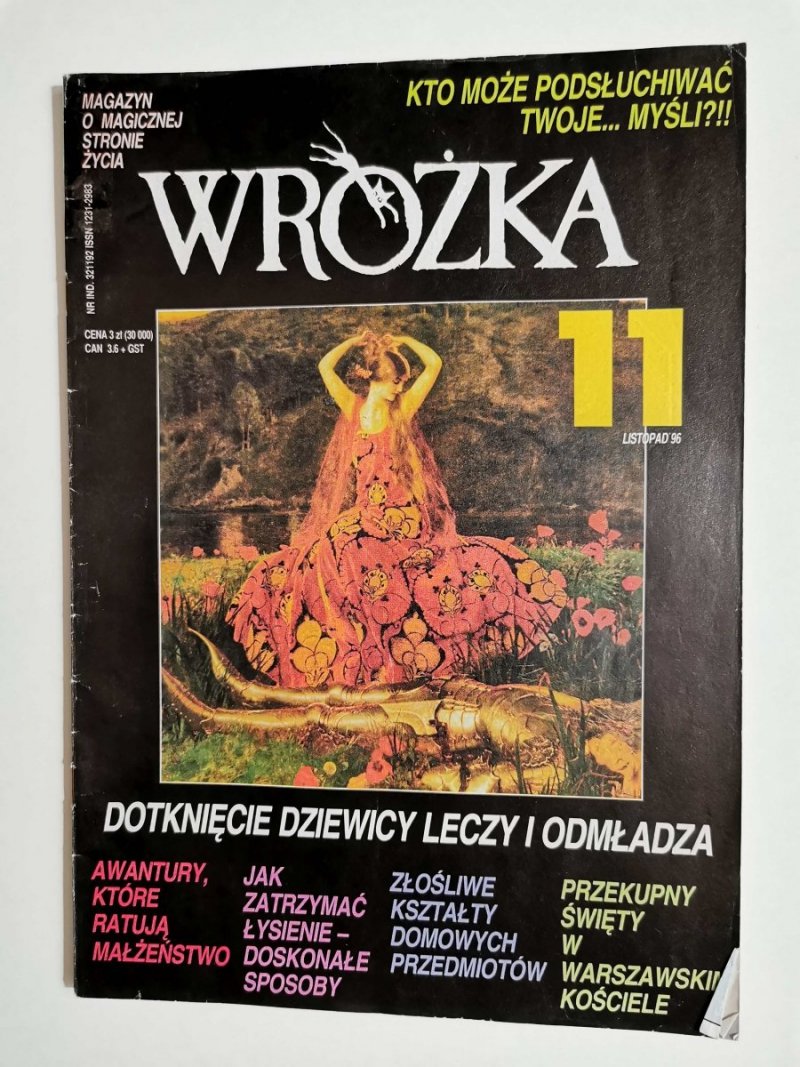 MAGAZYN
O MAGICZNEJ
STRONIE
ŻYCIA
KTO MOŻE PODSŁUCHIWAĆ
TWOJE... MYŚLI?!!
WRÓŻKA
NR IND. 321192 ISSN 1231-2983
CENA 3 zł (30 000)
CAN 3.6 + GST
11
LISTOPAD'96
DOTKNIĘCIE DZIEWICY LECZY I ODMŁADZA
AWANTURY,
KTÓRE
RATUJĄ
MAŁŻEŃSTWO
JAK
ZATRZYMAĆ
ŁYSIENIE –
DOSKONAŁE
SPOSOBY
ZŁOŚLIWE
KSZTAŁTY
DOMOWYCH
PRZEDMIOTÓW
PRZEKUPNY
ŚWIĘTY
W
WARSZAWSKIM
KOŚCIELE